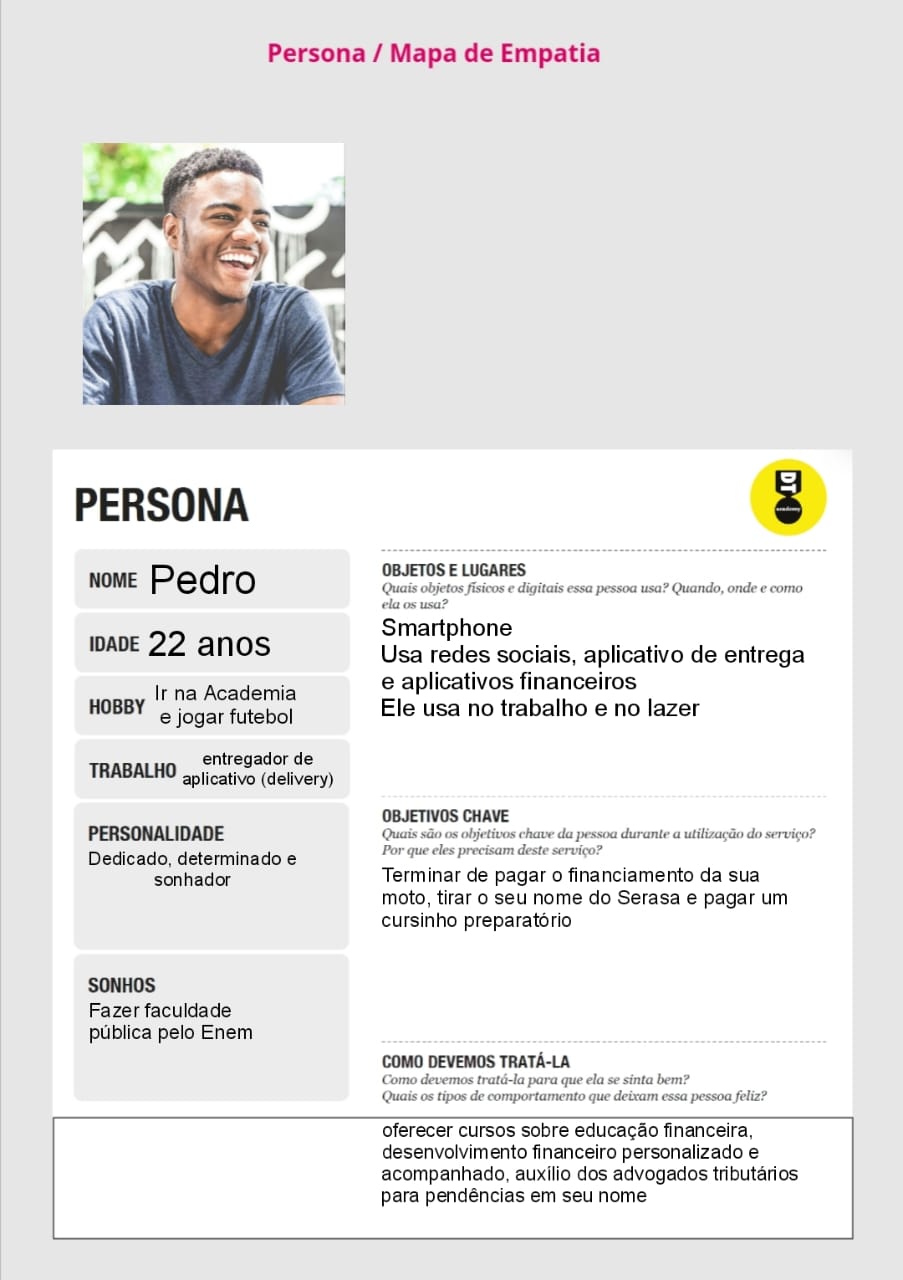 Persona / Mapa de Empatia
PERSONA
DT
academy
NOME Pedro
IDADE 22 anos
HOBBY Ir na Academia
e jogar futebol
TRABALHO entregador de
aplicativo (delivery)
PERSONALIDADE
Dedicado, determinado e
sonhador
SONHOS
Fazer faculdade
pública pelo Enem
OBJETOS E LUGARES
Quais objetos físicos e digitais essa pessoa usa? Quando, onde e como
ela os usa?
Smartphone
Usa redes sociais, aplicativo de entrega
e aplicativos financeiros
Ele usa no trabalho e no lazer
OBJETIVOS CHAVE
Quais são os objetivos chave da pessoa durante a utilização do serviço?
Por que eles precisam deste serviço?
Terminar de pagar o financiamento da sua
moto, tirar o seu nome do Serasa e pagar um
cursinho preparatório
COMO DEVEMOS TRATÁ-LA
Como devemos tratá-la para que ela se sinta bem?
Quais os tipos de comportamento que deixam essa pessoa feliz?
oferecer cursos sobre educação financeira,
desenvolvimento financeiro personalizado e
acompanhado, auxílio dos advogados tributários
para pendências em seu nome